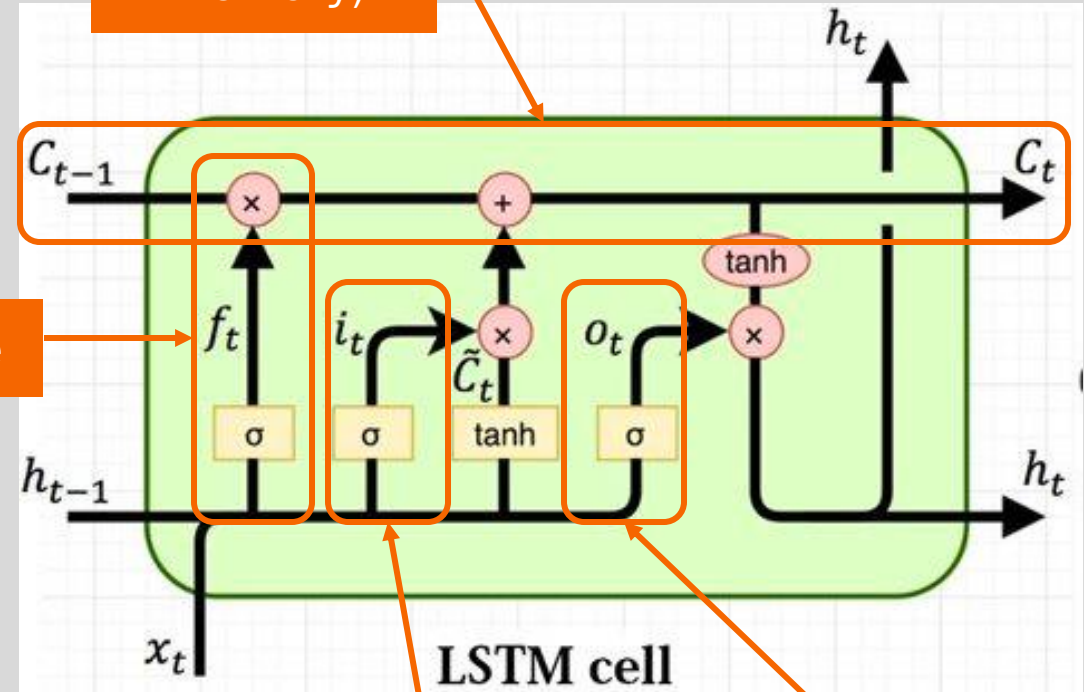 h_t
C_{t-1}
C_t
×
+
tanh
f_t
i_t
×
o_t
×
C̃_t
σ
σ
tanh
σ
h_{t-1}
h_t
x_t
LSTM cell